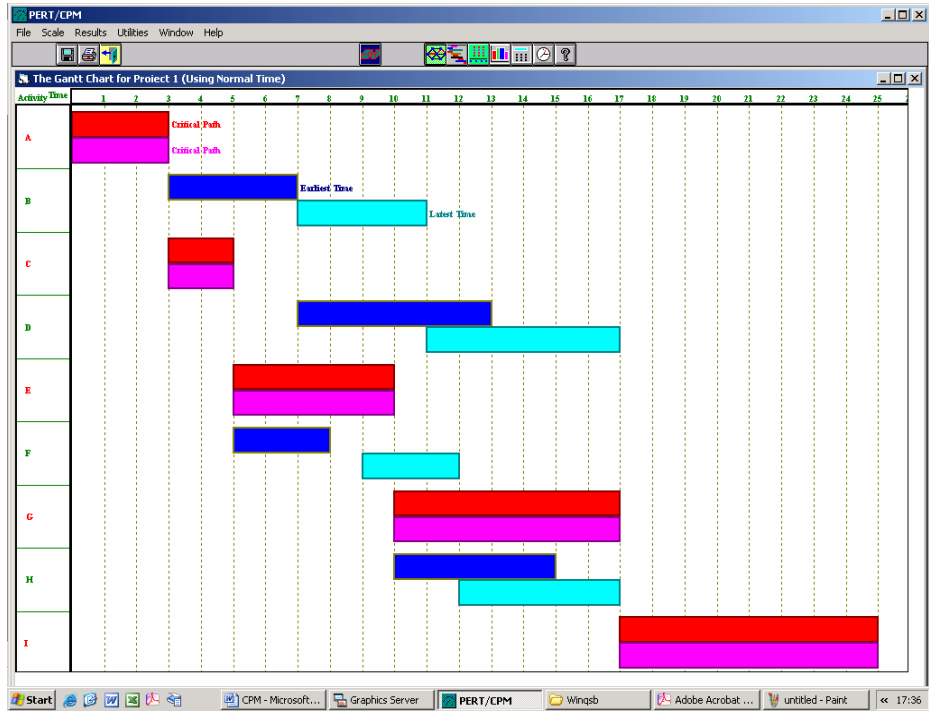 PERT/CPM
File Scale Results Utilities Window Help
The Gantt Chart for Project 1 (Using Normal Time)
Activity Time 1 2 3 4 5 6 7 8 9 10 11 12 13 14 15 16 17 18 19 20 21 22 23 24 25 2
A
Critical Path
Critical Path
B
Earliest Time
Latest Time
C
D
E
F
G
H
I
Start CPM - Microsoft... Graphics Server PERT/CPM Winqsb Adobe Acrobat ... untitled - Paint « 17:36